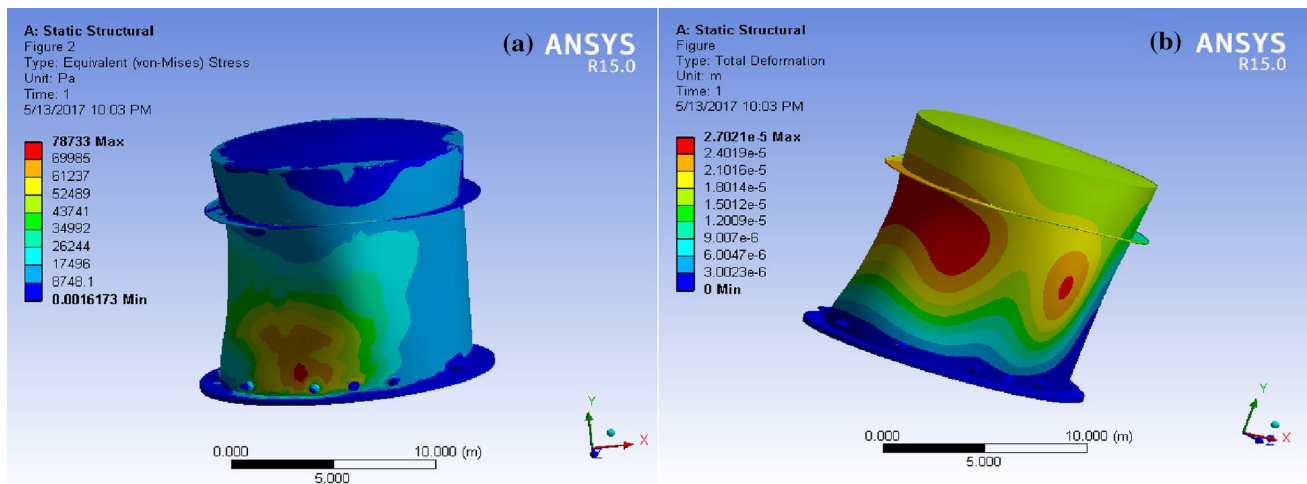 A: Static Structural
Figure 2
Type: Equivalent (von-Mises) Stress
Unit: Pa
Time: 1
5/13/2017 10:03 PM
(a)
ANSYS
R15.0
78733 Max
69985
61237
52489
43741
34992
26244
17496
8748.1
0.0016173 Min
Y
X
Z
0.000
10.000 (m)
5.000
A: Static Structural
Figure
Type: Total Deformation
Unit: m
Time: 1
5/13/2017 10:03 PM
(b)
ANSYS
R15.0
2.7021e-5 Max
2.4019e-5
2.1016e-5
1.8014e-5
1.5012e-5
1.2009e-5
9.007e-6
6.0047e-6
3.0023e-6
0 Min
Y
X
0.000
10.000 (m)
5.000